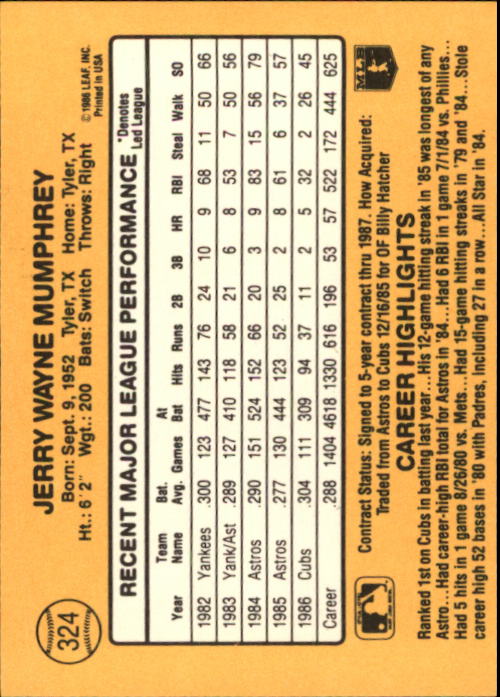 324
JERRY WAYNE MUMPHREY
Born: Sept. 9, 1952 Tyler, TX Home: Tyler, TX
Ht.: 6'2" Wgt.: 200 Bats: Switch Throws: Right
© 1986 LEAF, INC.
Printed in USA
RECENT MAJOR LEAGUE PERFORMANCE *Denotes Led League
Year Team Name Bat. Avg. Games At Bat Hits Runs 2B 3B HR RBI Steal Walk SO
1982 Yankees .300 123 477 143 76 24 10 9 68 11 50 66
1983 Yank/Ast .289 127 410 118 58 21 6 8 53 7 50 56
1984 Astros .290 151 524 152 66 20 3 9 83 15 56 79
1985 Astros .277 130 444 123 52 25 2 8 61 6 37 57
1986 Cubs .304 111 309 94 37 11 2 5 32 2 26 45
Career .288 1404 4618 1330 616 196 53 57 522 172 444 625
Contract Status: Signed to 5-year contract thru 1987. How Acquired:
Traded from Astros to Cubs 12/16/85 for OF Billy Hatcher
MLB
CAREER HIGHLIGHTS
Ranked 1st on Cubs in batting last year... His 12-game hitting streak in '85 was longest of any
Astro... Had career-high RBI total for Astros in '84... Had 6 RBI in 1 game 7/1/84 vs. Phillies...
Had 5 hits in 1 game 8/26/80 vs. Mets... Had 15-game hitting streaks in '79 and '84... Stole
career high 52 bases in '80 with Padres, including 27 in a row... All Star in '84.